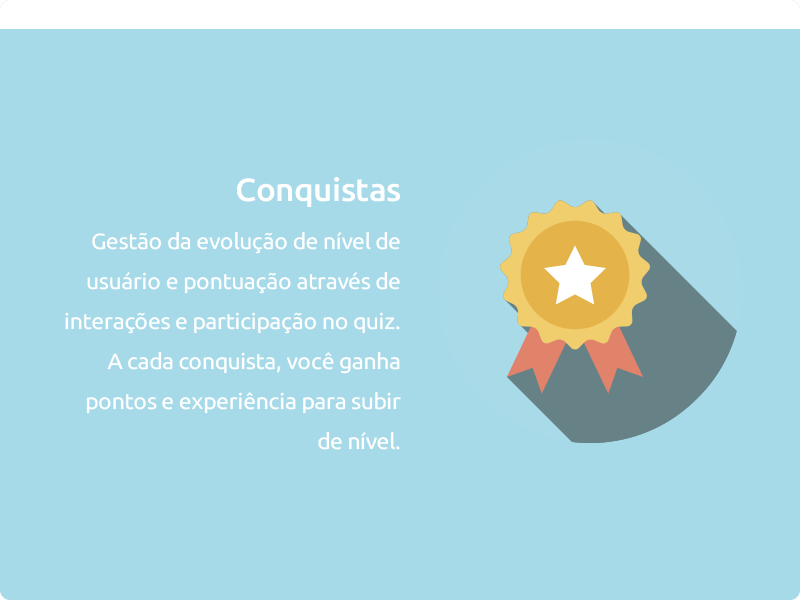 Conquistas
Gestão da evolução de nível de
usuário e pontuação através de
interações e participação no quiz.
A cada conquista, você ganha
pontos e experiência para subir
de nível.